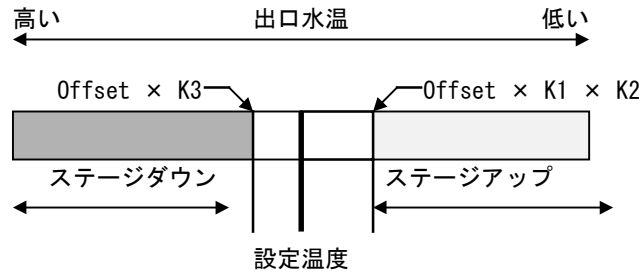 高い 出口水温 低い
Offset × K3 Offset × K1 × K2
ステージダウン ステージアップ
設定温度